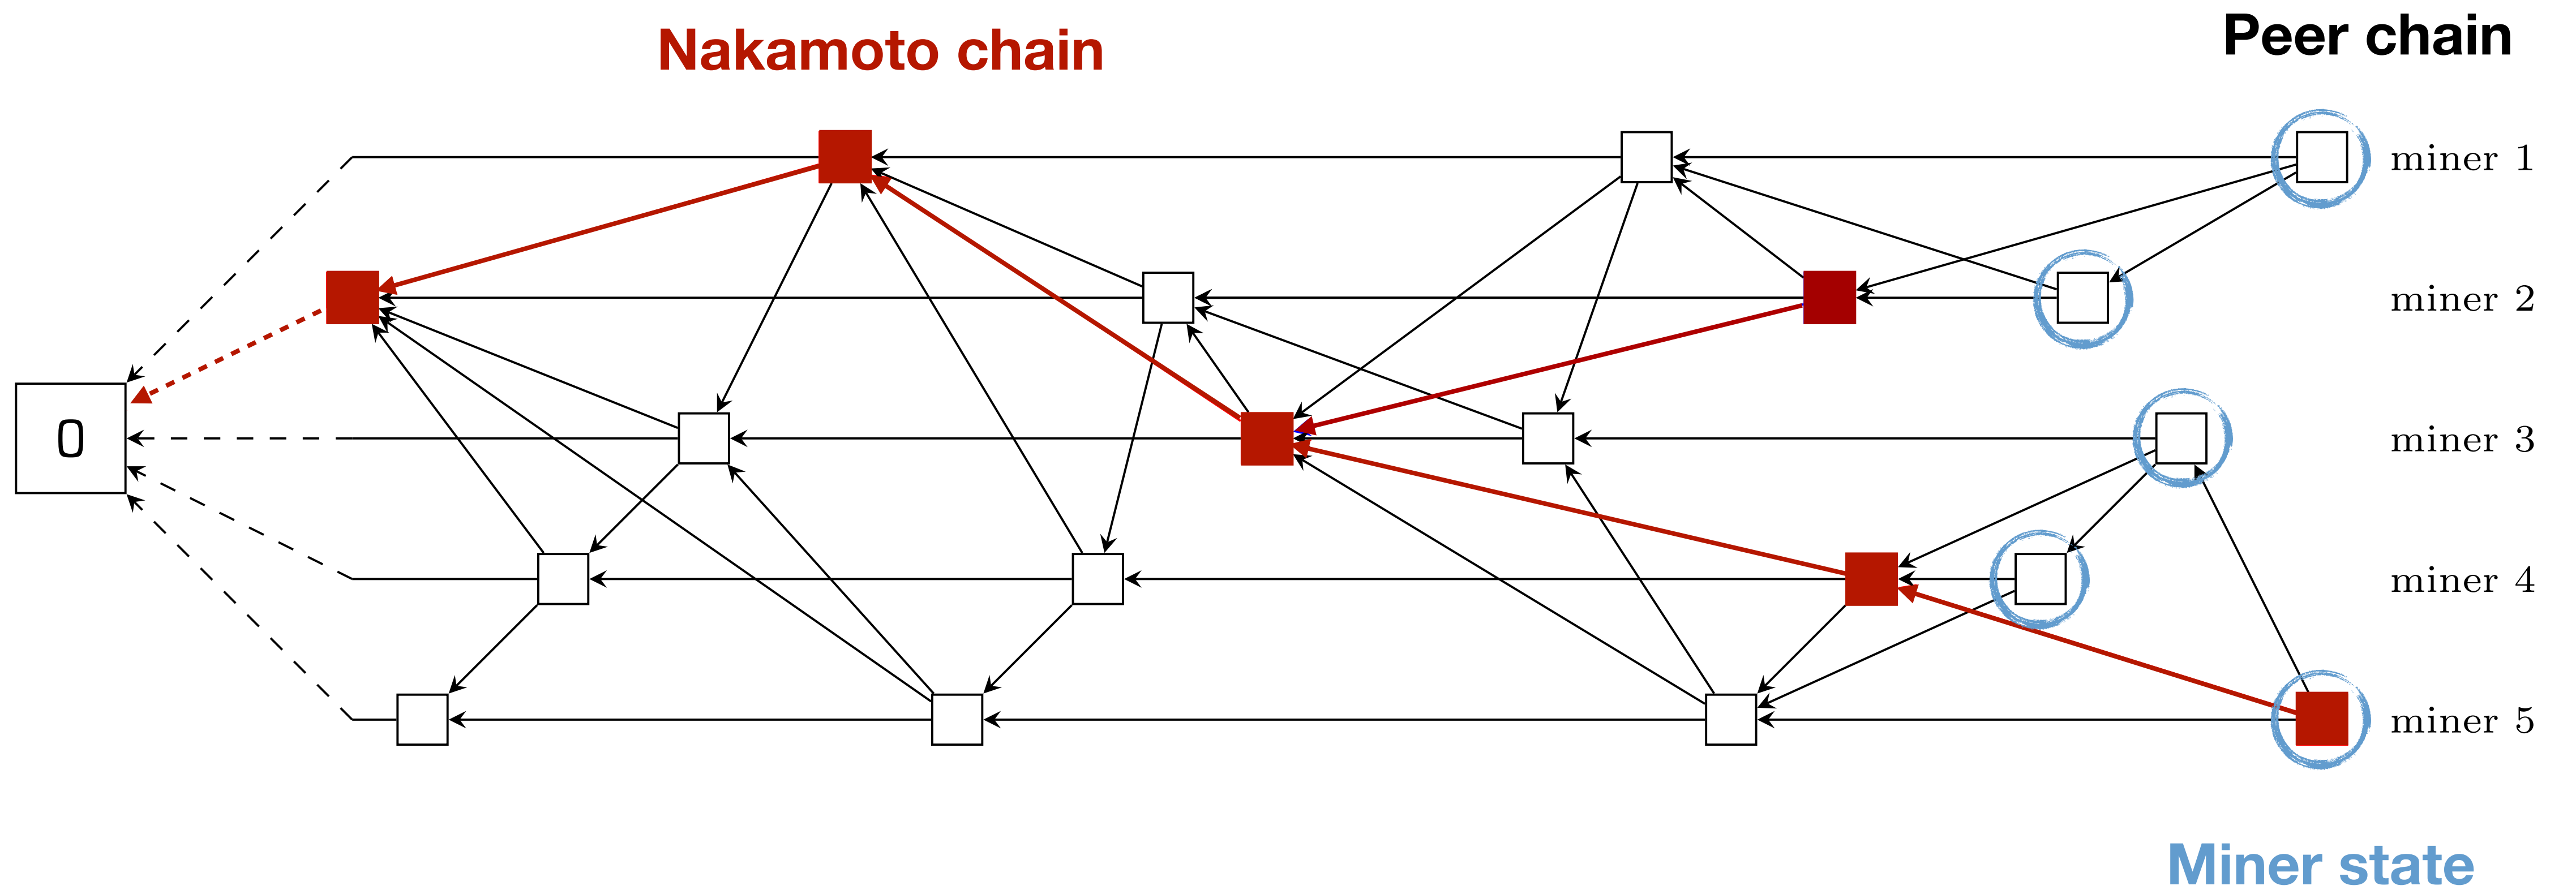 Nakamoto chain
Peer chain
miner 1
miner 2
0
miner 3
miner 4
miner 5
Miner state